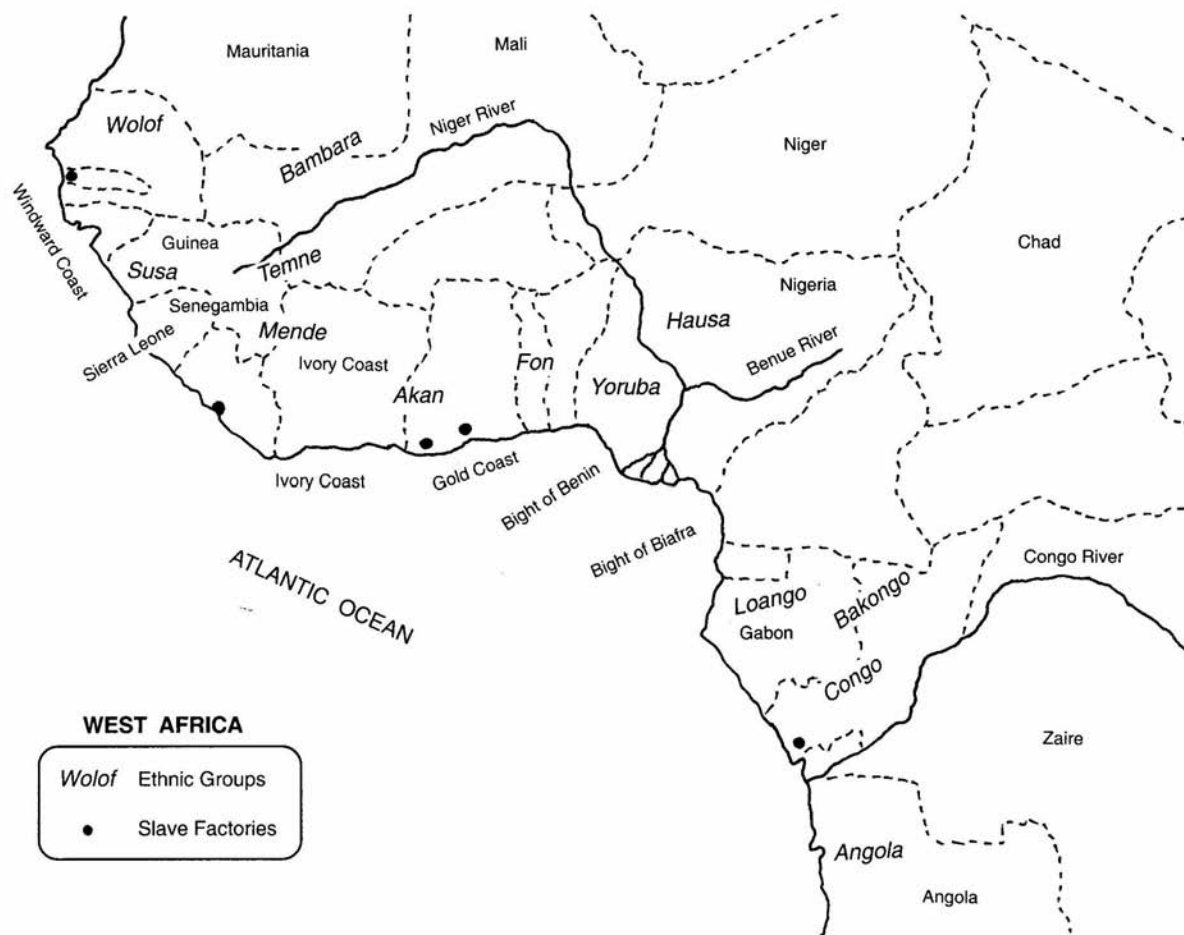 Mauritania
Mali
Wolof
Bambara
Niger River
Niger
Windward Coast
Guinea
Susa
Temne
Chad
Senegambia
Nigeria
Sierra Leone
Mende
Hausa
Ivory Coast
Fon
Benue River
Akan
Yoruba
Ivory Coast
Gold Coast
Bight of Benin
Bight of Biafra
ATLANTIC OCEAN
Congo River
Loango
Bakongo
Gabon
Congo
Zaire
Angola
Angola
WEST AFRICA
Wolof Ethnic Groups
Slave Factories